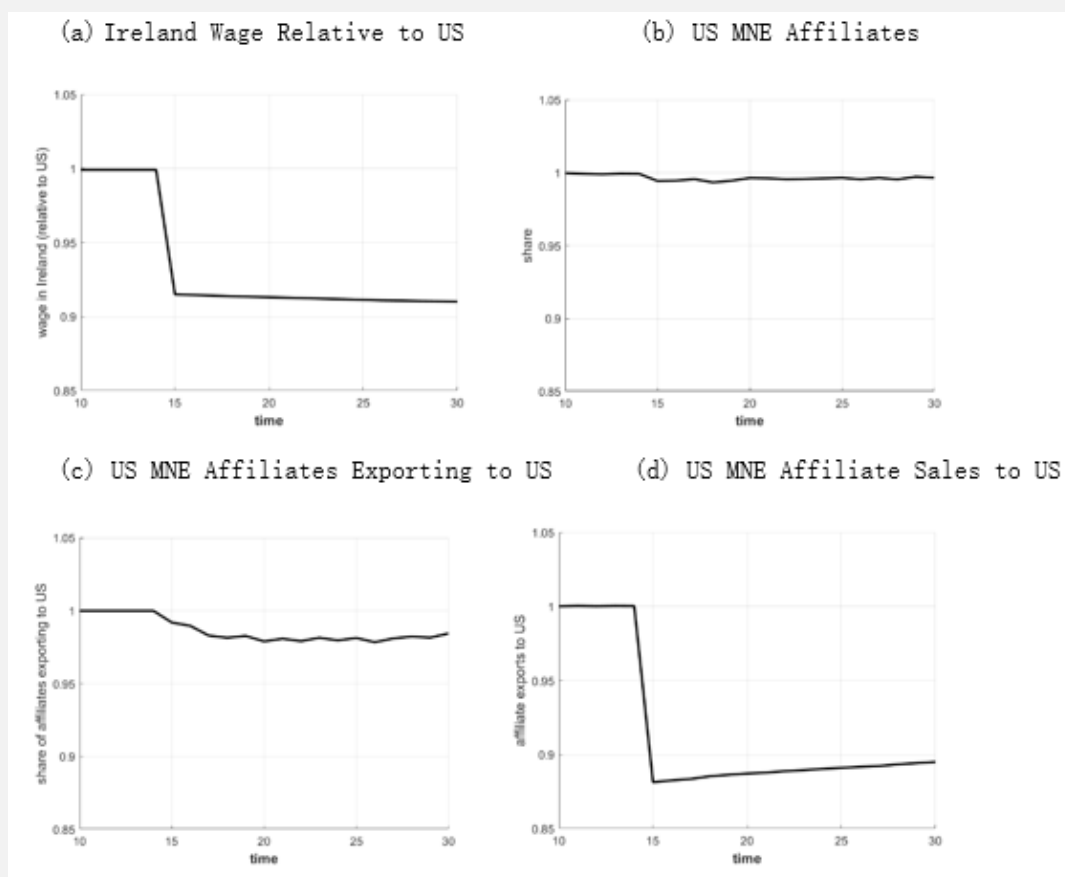 (a) Ireland Wage Relative to US
1.05
1
0.95
0.9
0.85
wage in Ireland (relative to US)
10 15 20 25 30
time
(b) US MNE Affiliates
1.05
1
0.95
0.9
0.85
share
10 15 20 25 30
time
(c) US MNE Affiliates Exporting to US
1.05
1
0.95
0.9
0.85
share of affiliates exporting to US
10 15 20 25 30
time
(d) US MNE Affiliate Sales to US
1.05
1
0.95
0.9
0.85
affiliate exports to US
10 15 20 25 30
time